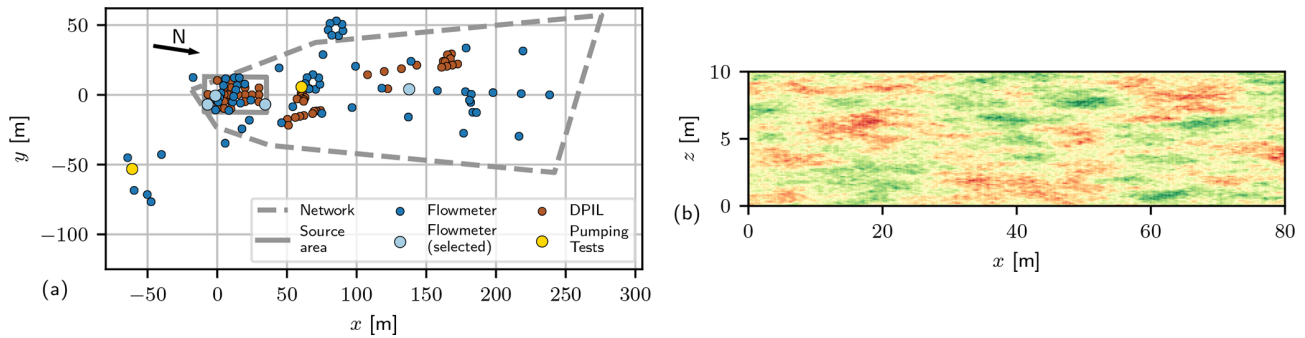 50
0
−50
−100
y [m]
N
Network
Source
area
Flowmeter
Flowmeter
(selected)
DPIL
Pumping
Tests
(a)
−50 0 50 100 150 200 250 300
x [m]
10
5
0
z [m]
(b)
0 20 40 60 80
x [m]